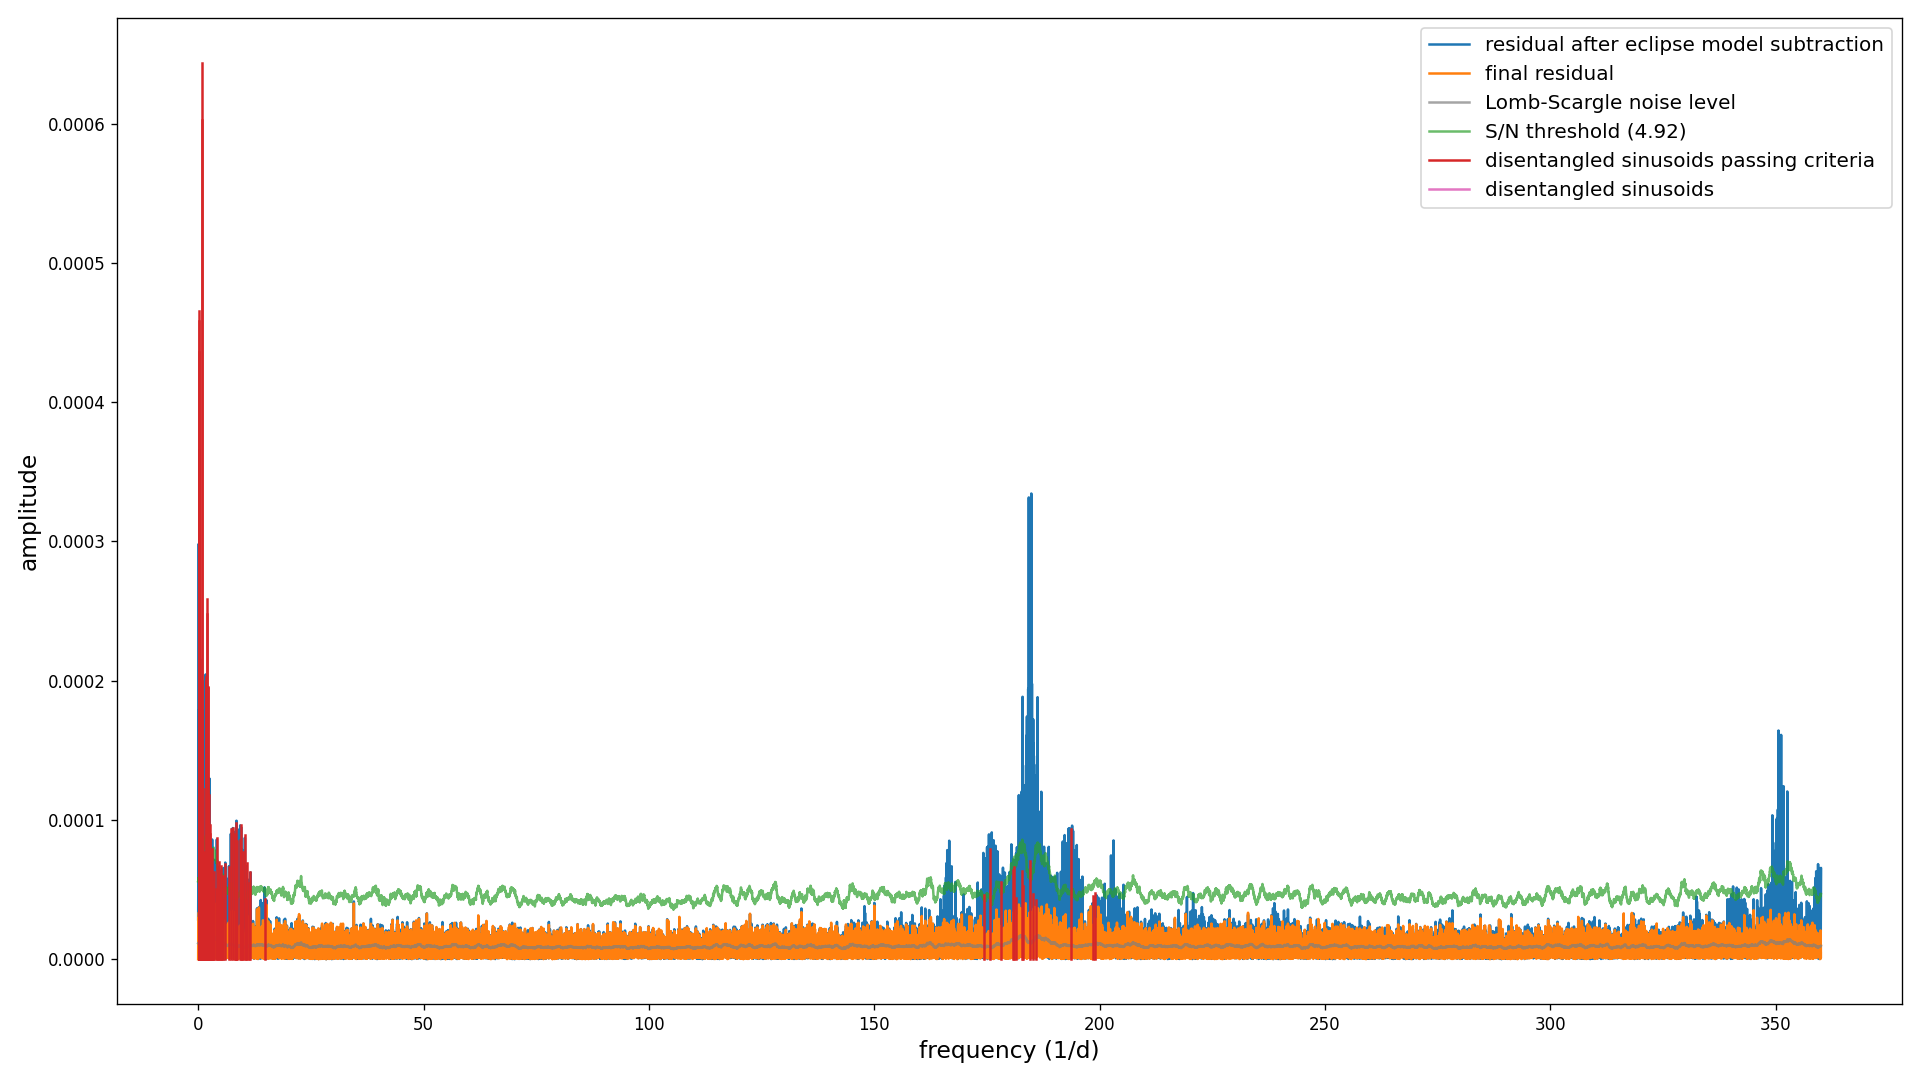 residual after eclipse model subtraction
final residual
Lomb-Scargle noise level
S/N threshold (4.92)
disentangled sinusoids passing criteria
disentangled sinusoids
0.0006
0.0005
0.0004
0.0003
0.0002
0.0001
0.0000
amplitude
0 50 100 150 200 250 300 350
frequency (1/d)